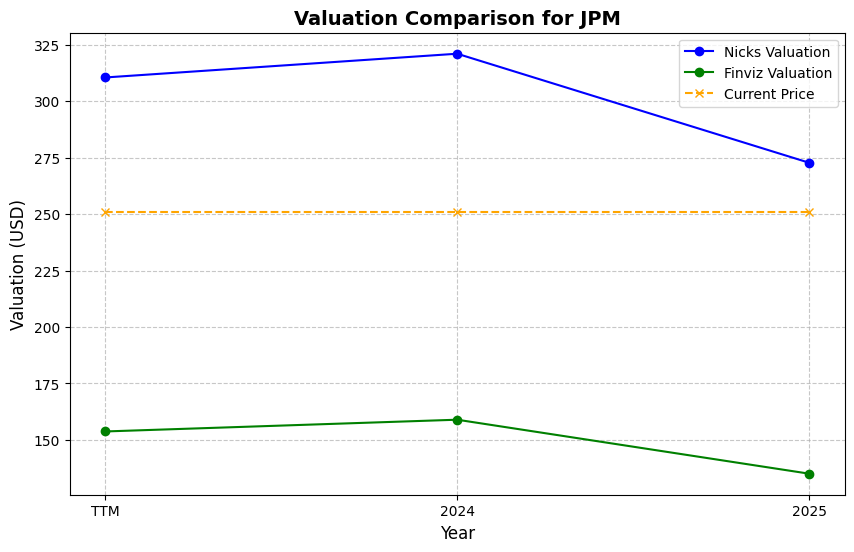 Valuation Comparison for JPM
Nicks Valuation
Finviz Valuation
Current Price
325
300
275
250
225
200
175
150
Valuation (USD)
TTM
2024
2025
Year